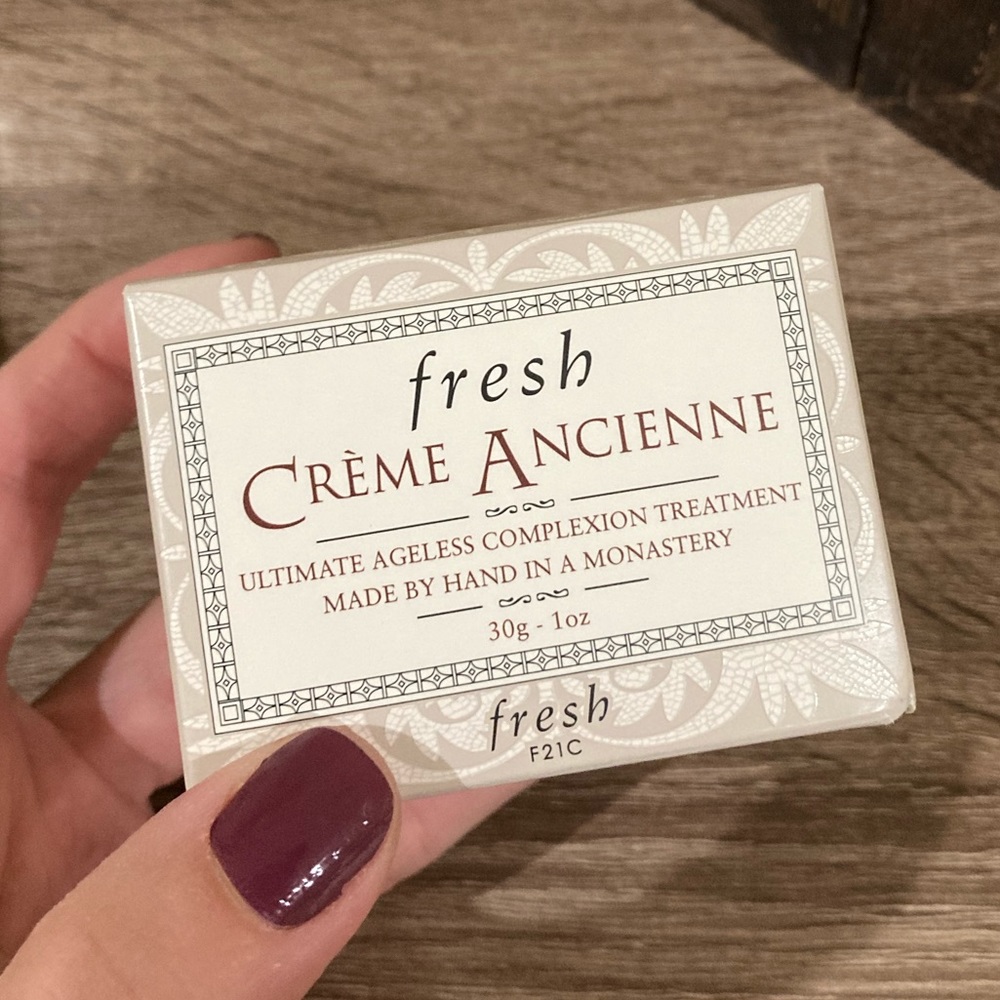 fresh
CRÈME ANCIENNE
ULTIMATE AGELESS COMPLEXION TREATMENT
MADE BY HAND IN A MONASTERY
30g - 1oz
fresh
F21C